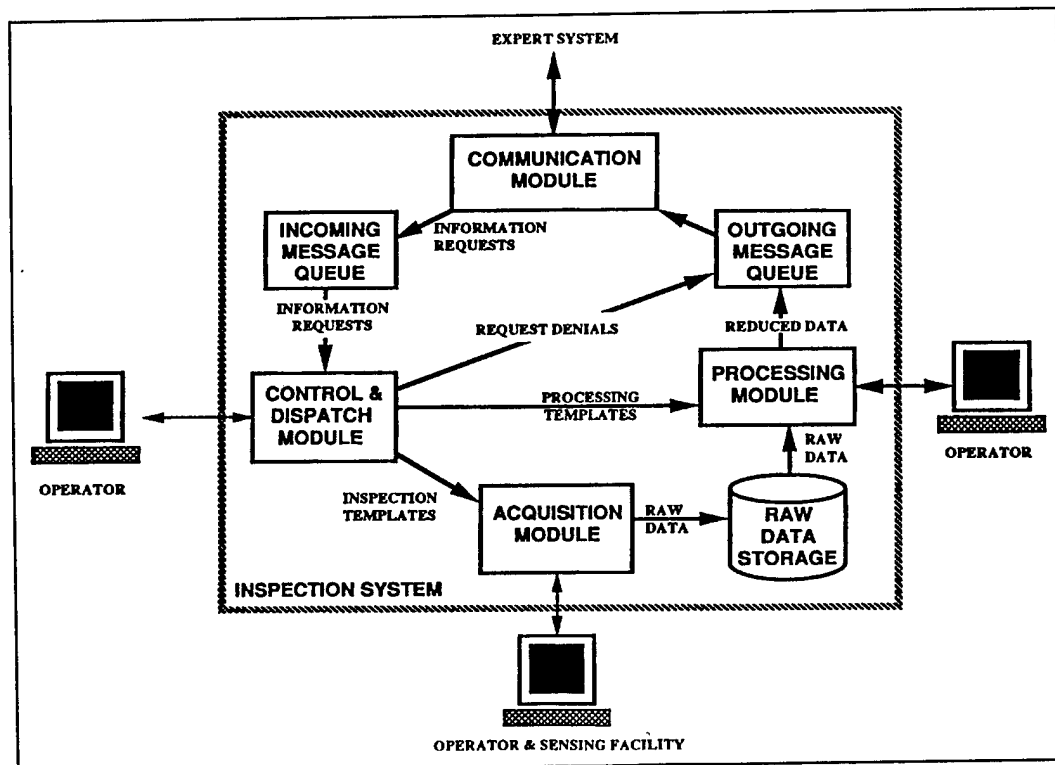 EXPERT SYSTEM
COMMUNICATION
MODULE
INCOMING
MESSAGE
QUEUE
INFORMATION
REQUESTS
OUTGOING
MESSAGE
QUEUE
INFORMATION
REQUESTS
REQUEST DENIALS
REDUCED DATA
CONTROL &
DISPATCH
MODULE
PROCESSING
TEMPLATES
PROCESSING
MODULE
OPERATOR
OPERATOR
RAW
DATA
INSPECTION
TEMPLATES
ACQUISITION
MODULE
RAW
DATA
RAW
DATA
STORAGE
INSPECTION SYSTEM
OPERATOR & SENSING FACILITY